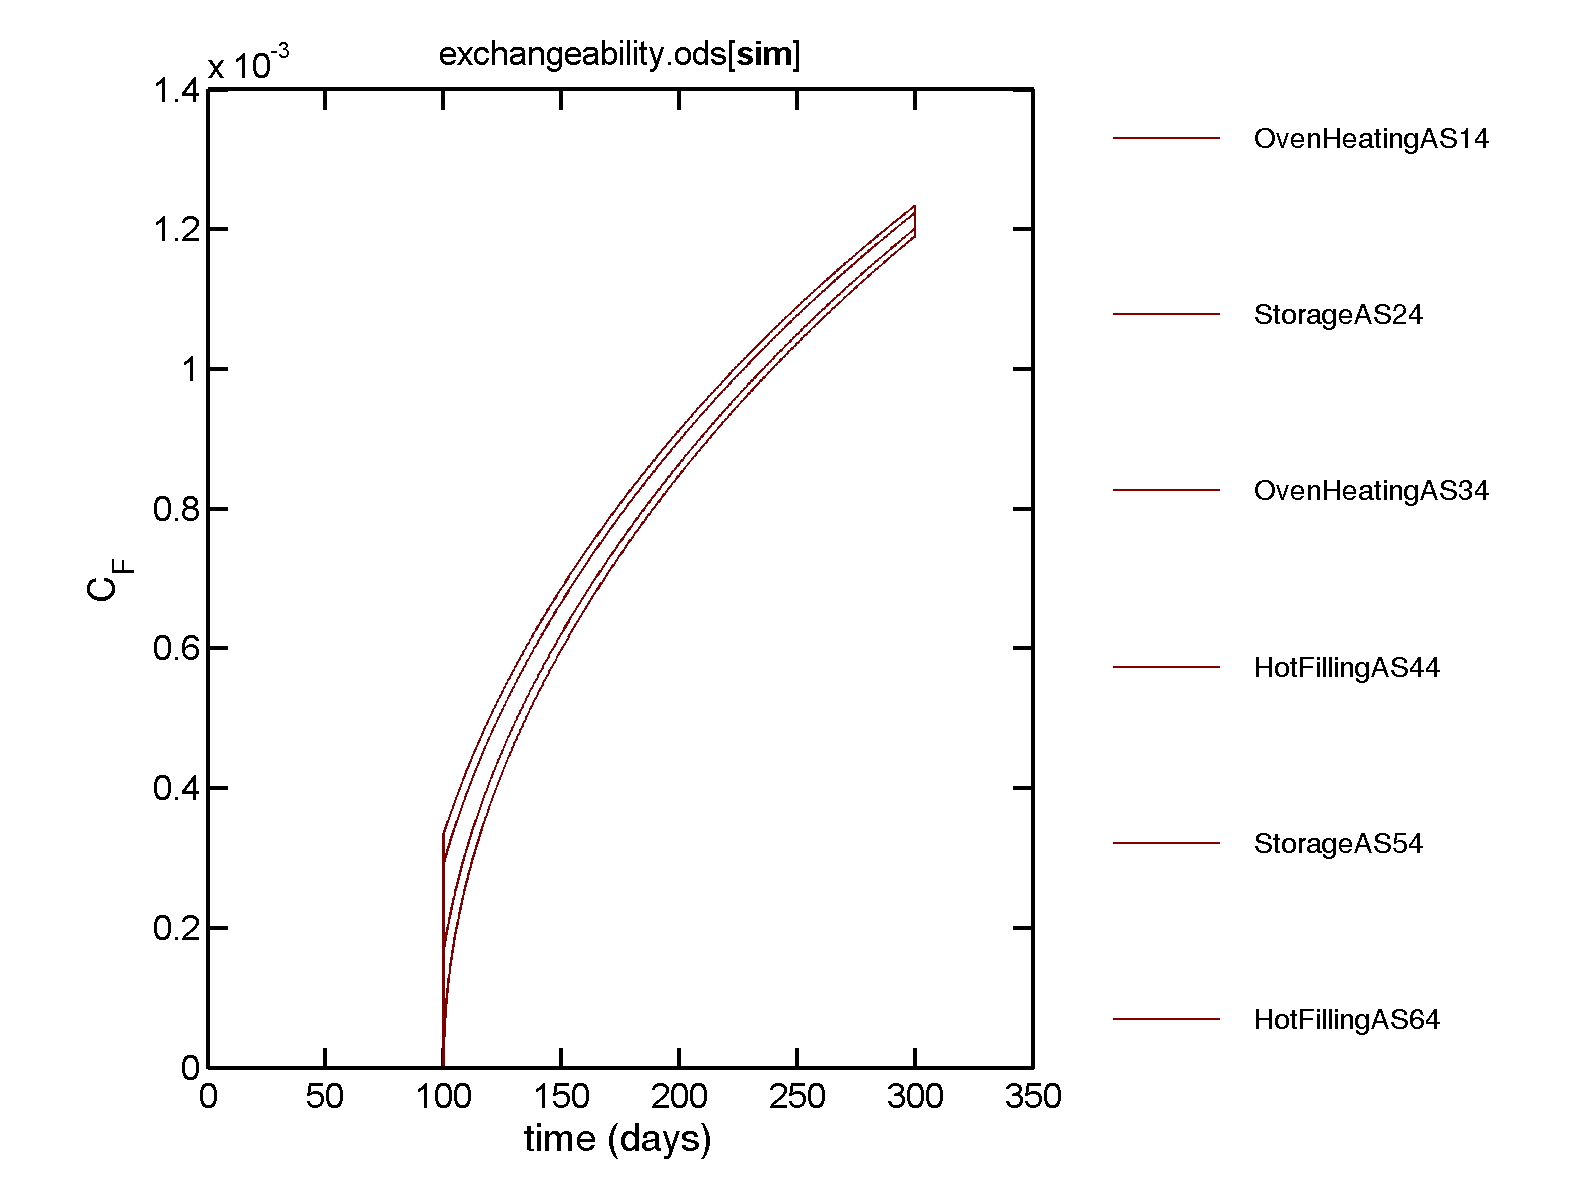 exchangeability.ods[sim]
x 10-3
1.4
1.2
1
0.8
0.6
0.4
0.2
0
CF
0 50 100 150 200 250 300 350
time (days)
OvenHeatingAS14
StorageAS24
OvenHeatingAS34
HotFillingAS44
StorageAS54
HotFillingAS64